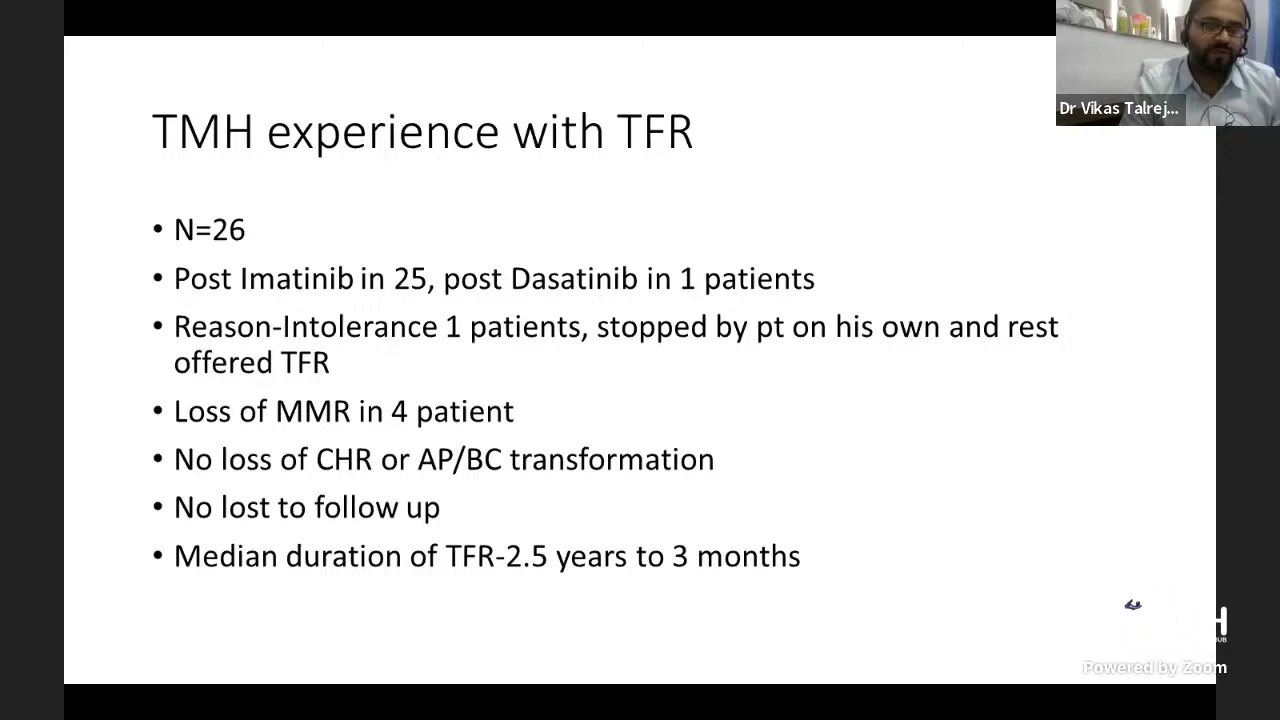 Dr Vikas Talrej...
TMH experience with TFR
• N=26
• Post Imatinib in 25, post Dasatinib in 1 patients
• Reason-Intolerance 1 patients, stopped by pt on his own and rest
offered TFR
• Loss of MMR in 4 patient
• No loss of CHR or AP/BC transformation
• No lost to follow up
• Median duration of TFR-2.5 years to 3 months
H
UB
Powered by Zoom